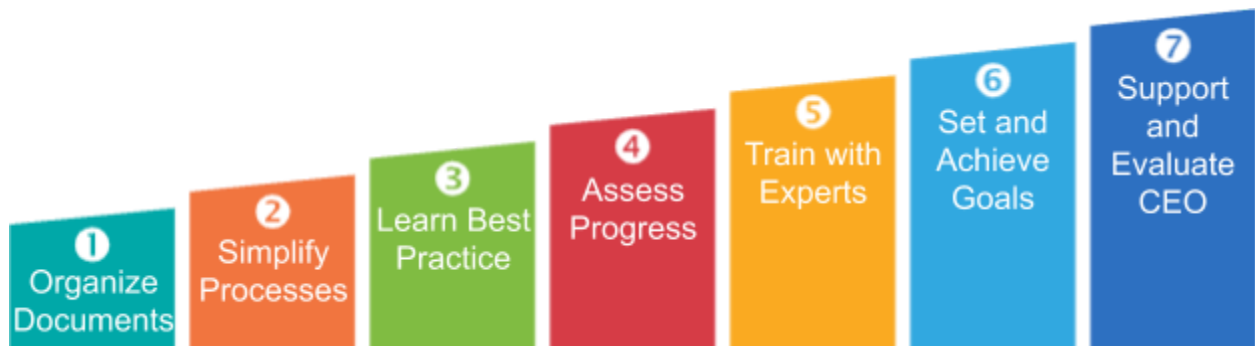 1
Organize
Documents
2
Simplify
Processes
3
Learn Best
Practice
4
Assess
Progress
5
Train with
Experts
6
Set and
Achieve
Goals
7
Support
and
Evaluate
CEO